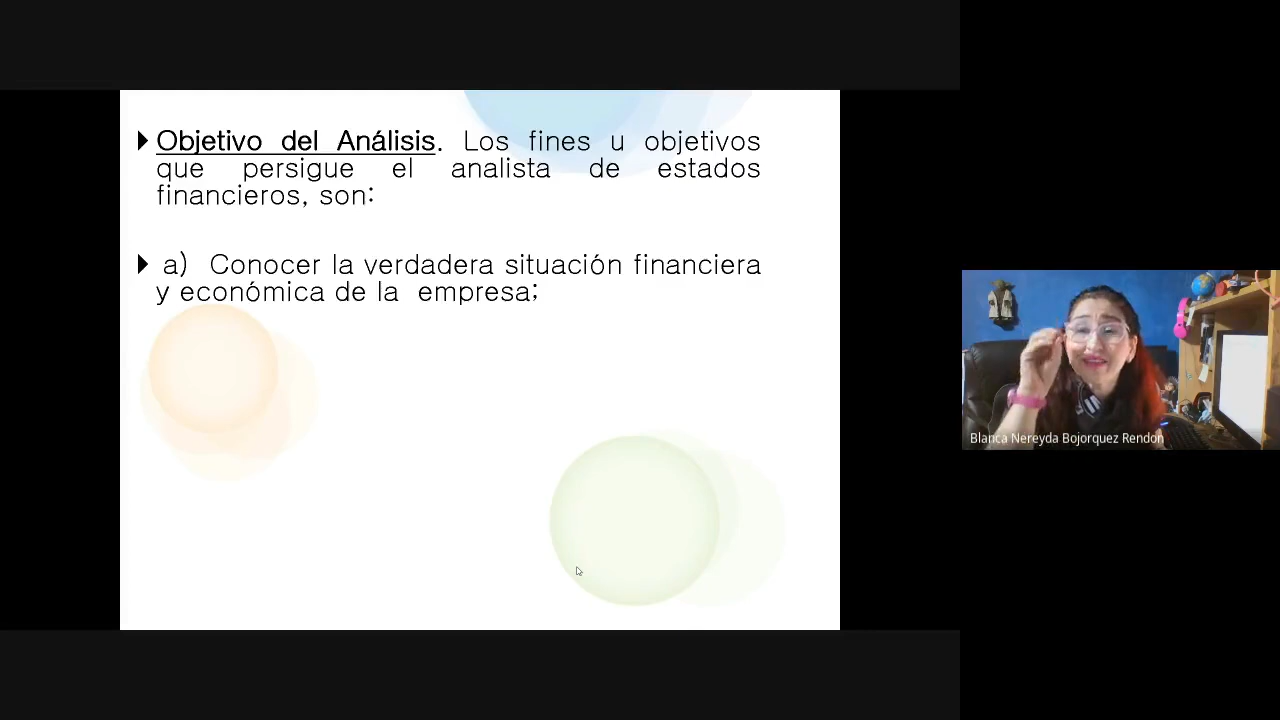 Objetivo del Análisis. Los fines u objetivos
que persigue el analista de estados
financieros, son:
a) Conocer la verdadera situación financiera
y económica de la empresa;
Blanca Nereyda Bojorquez Rendon